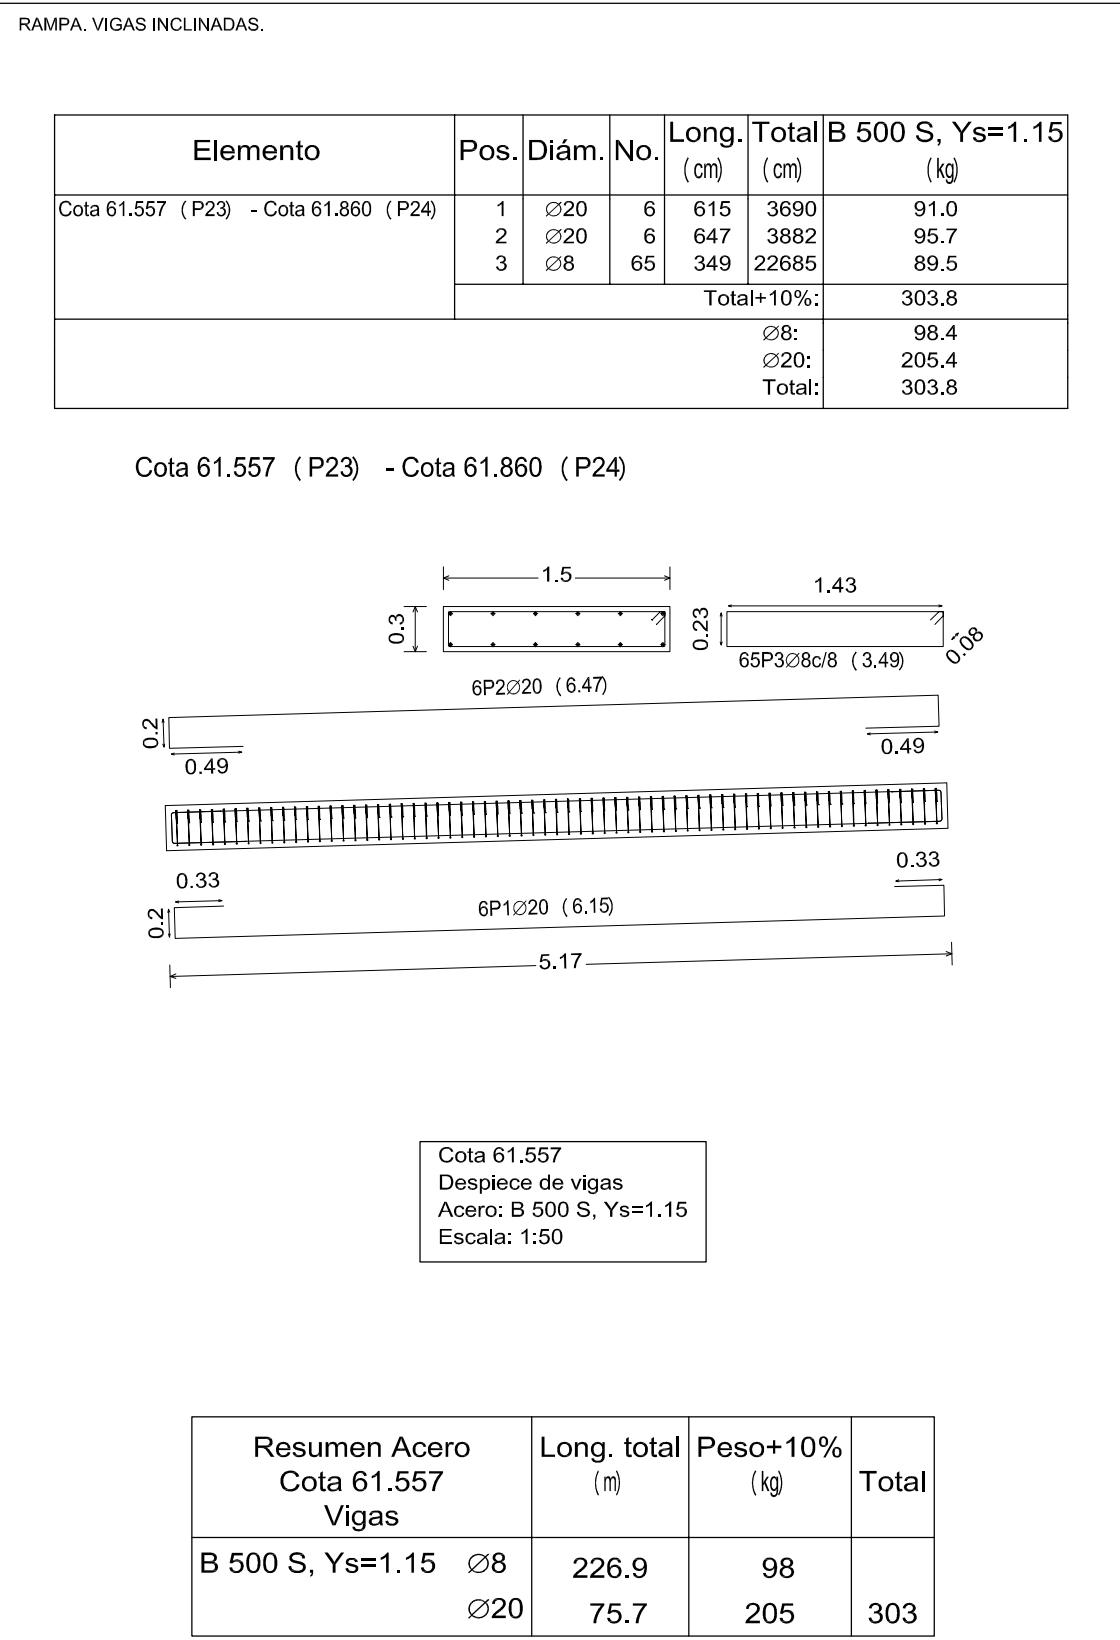 RAMPA. VIGAS INCLINADAS.
Elemento Pos. Diám. No. Long. (cm) Total (cm) B 500 S, Ys=1.15 (kg)
Cota 61.557 (P23) - Cota 61.860 (P24) 1 ∅20 6 615 3690 91.0
2 ∅20 6 647 3882 95.7
3 ∅8 65 349 22685 89.5
Total+10%: 303.8
∅8: 98.4
∅20: 205.4
Total: 303.8
Cota 61.557 (P23) - Cota 61.860 (P24)
1.5
1.43
0.3
0.23
0.08
65P3∅8c/8 (3.49)
6P2∅20 (6.47)
0.2
0.49
0.49
0.33
0.33
0.2
6P1∅20 (6.15)
5.17
Cota 61.557
Despiece de vigas
Acero: B 500 S, Ys=1.15
Escala: 1:50
Resumen Acero
Cota 61.557
Vigas
Long. total
(m)
Peso+10%
(kg)
Total
B 500 S, Ys=1.15 ∅8 226.9 98
∅20 75.7 205 303